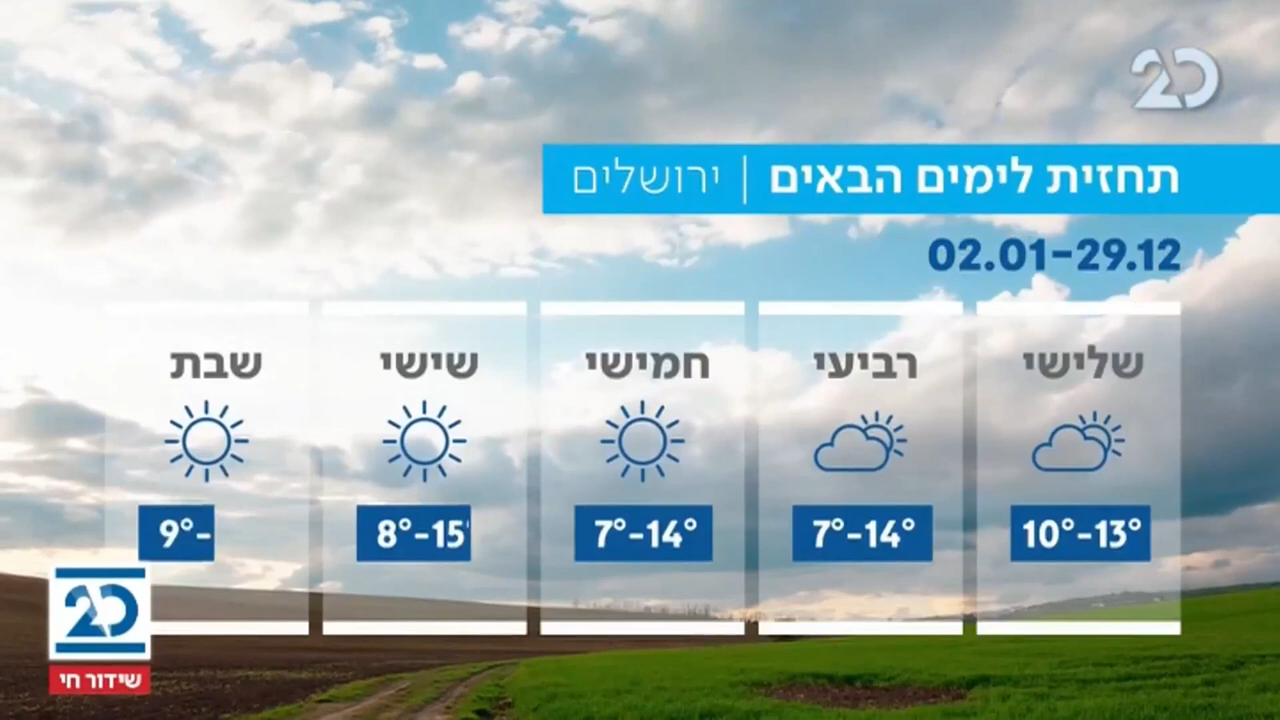 20
תחזית לימים הבאים | ירושלים
02.01-29.12
שלישי
רביעי
חמישי
שישי
שבת
10°-13°
7°-14°
7°-14°
8°-15°
9°-
20
שידור חי